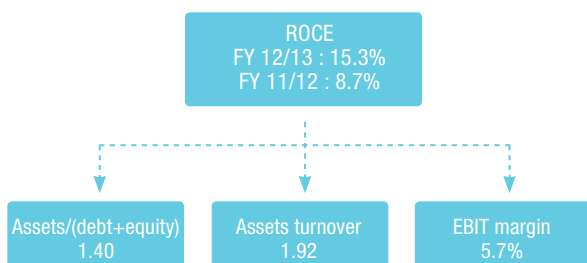 ROCE
FY 12/13 : 15.3%
FY 11/12 : 8.7%
Assets/(debt+equity)
1.40
Assets turnover
1.92
EBIT margin
5.7%